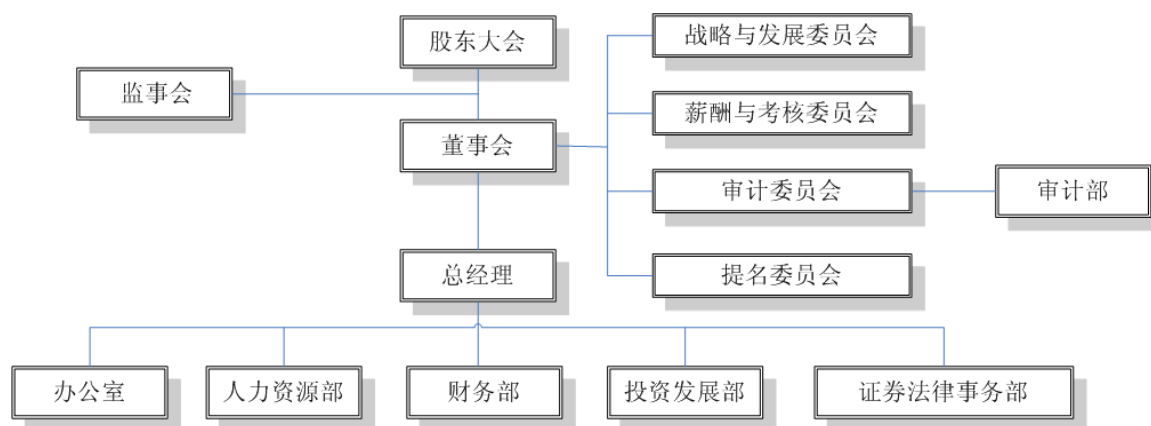 股东大会
战略与发展委员会
监事会
薪酬与考核委员会
董事会
审计委员会
审计部
总经理
提名委员会
办公室
人力资源部
财务部
投资发展部
证券法律事务部